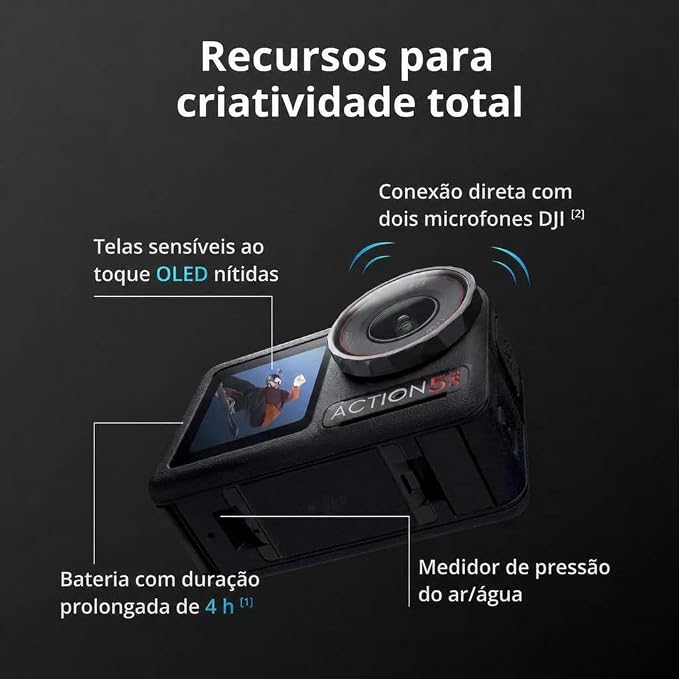 Recursos para
criatividade total
Conexão direta com
dois microfones DJI [2]
Telas sensíveis ao
toque OLED nítidas
ACTION 5 PRO
Bateria com duração
prolongada de 4 h [1]
Medidor de pressão
do ar/água